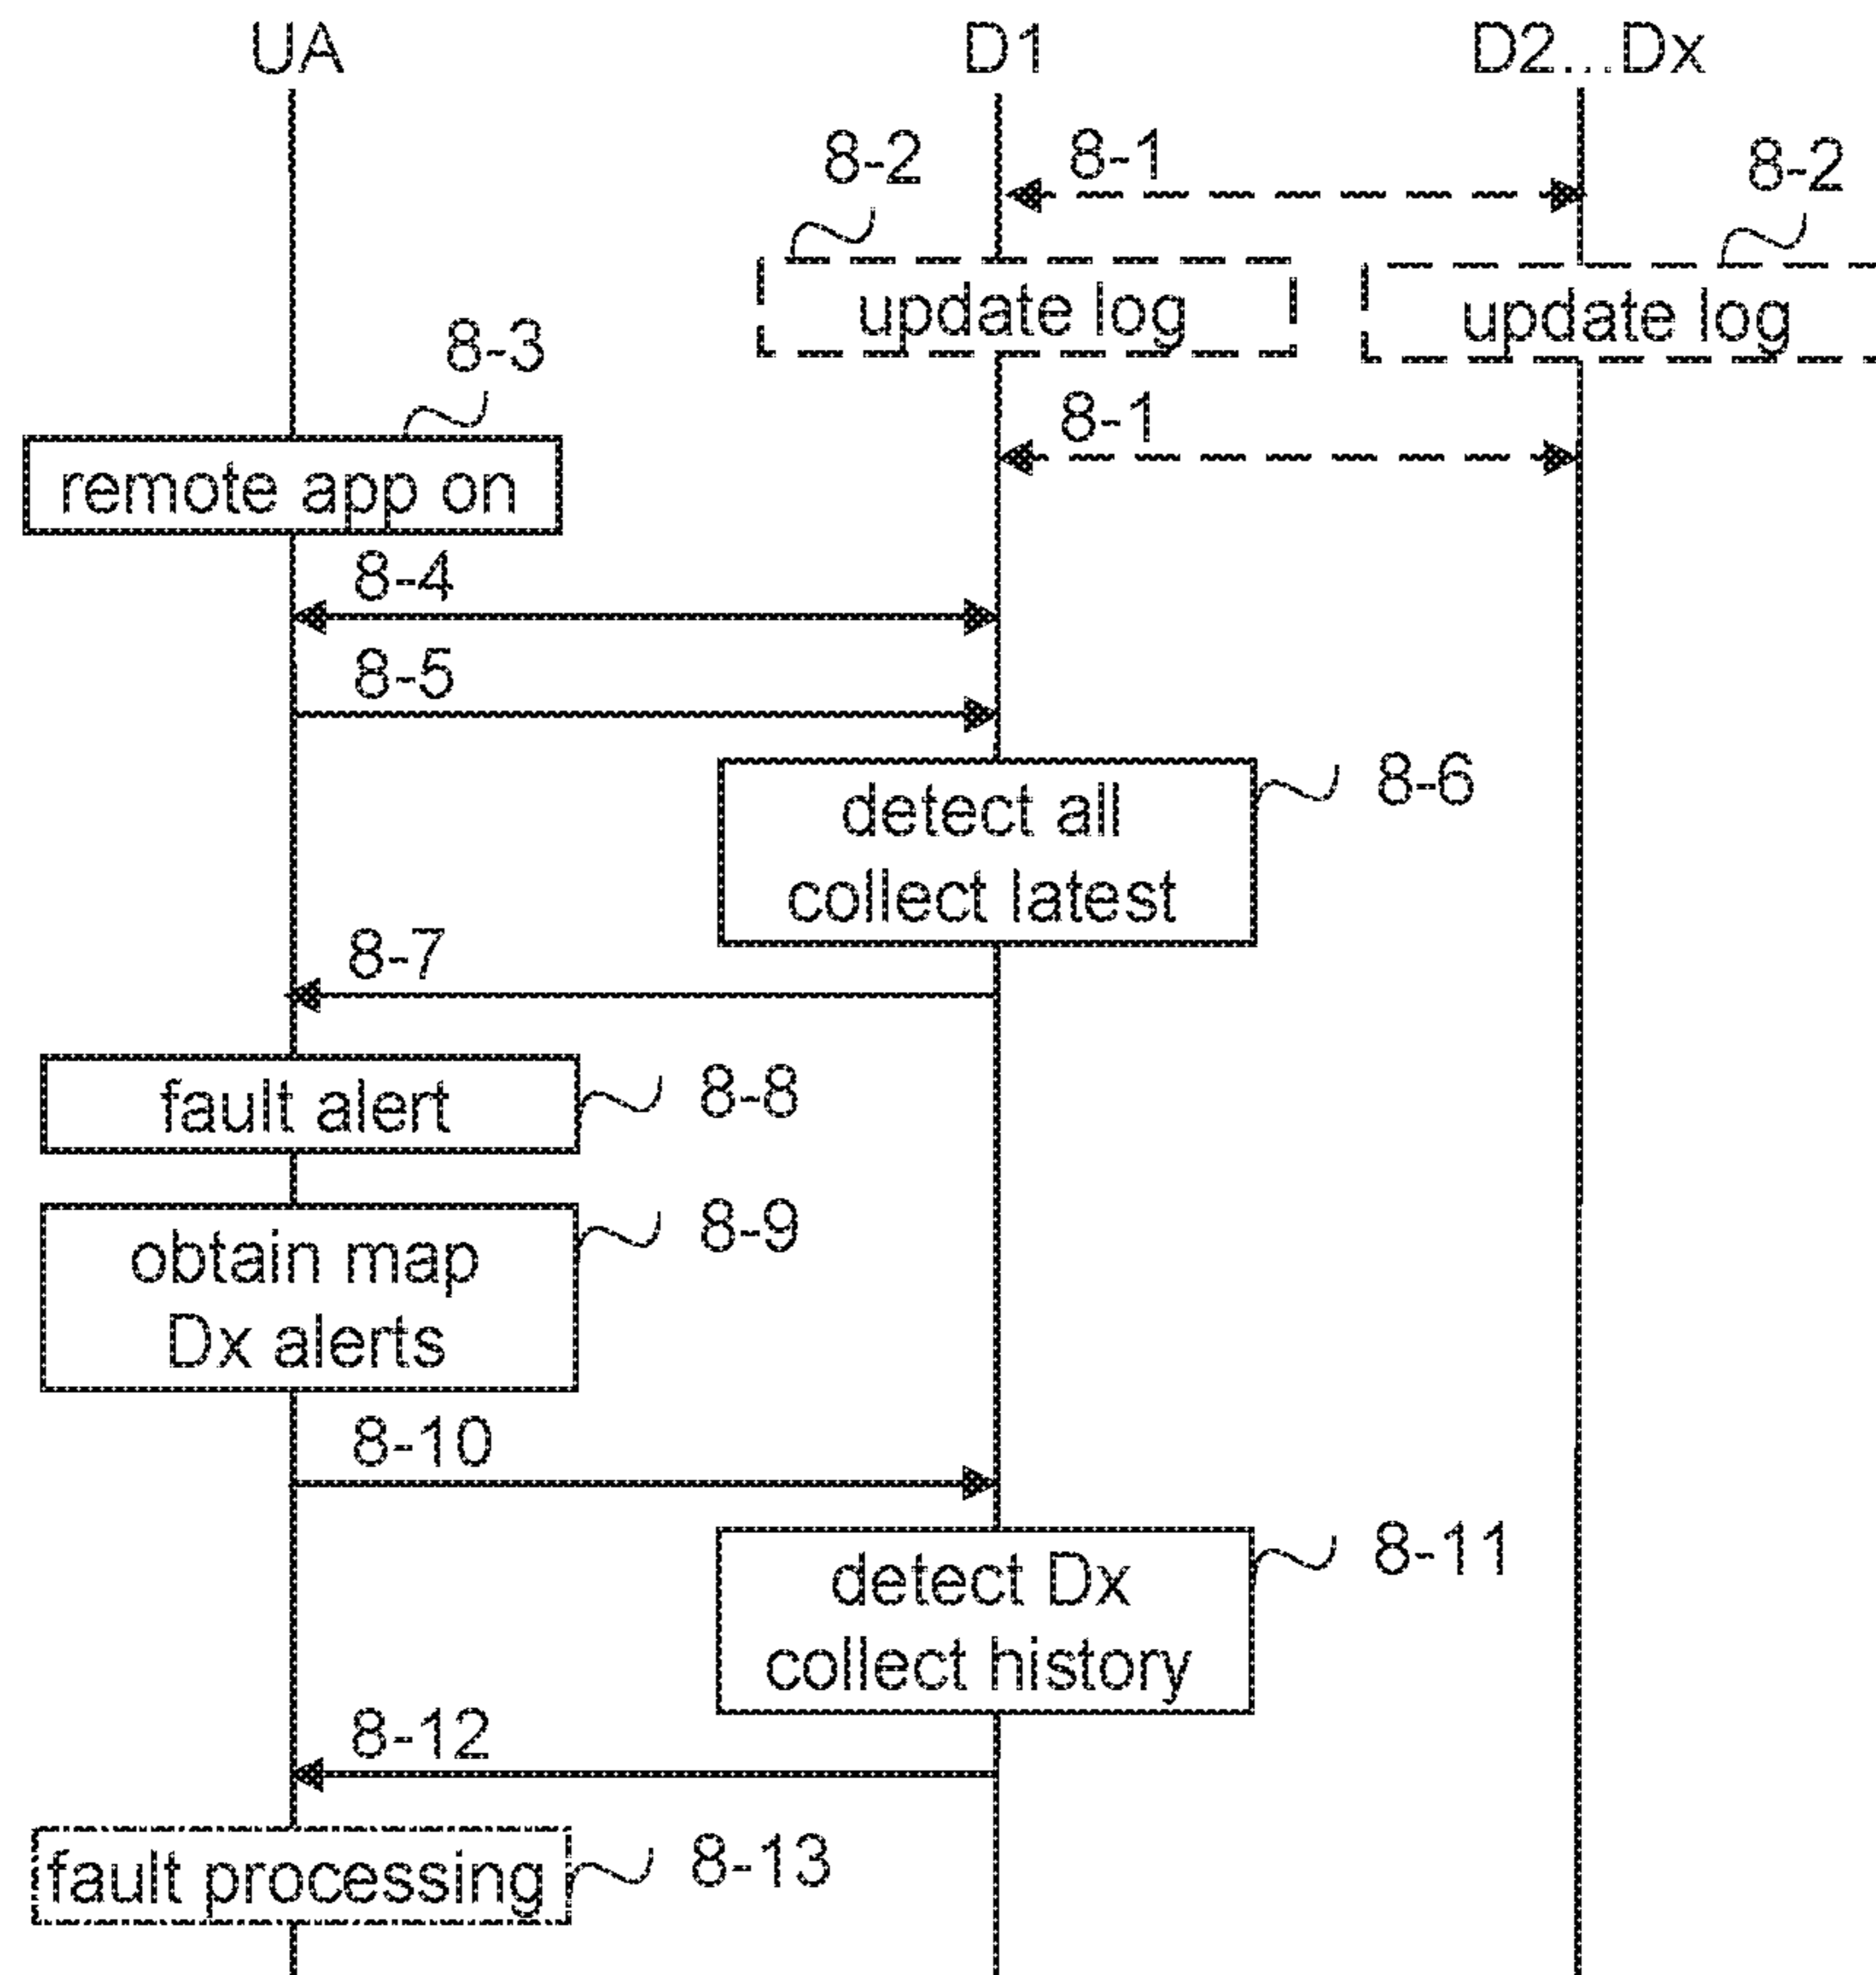 UA
D1
D2...Dx
8-2
8-1
8-2
update log
update log
8-3
8-1
remote app on
8-4
8-5
8-6
detect all
collect latest
8-7
fault alert
8-8
8-9
obtain map
Dx alerts
8-10
8-11
detect Dx
collect history
8-12
fault processing
8-13